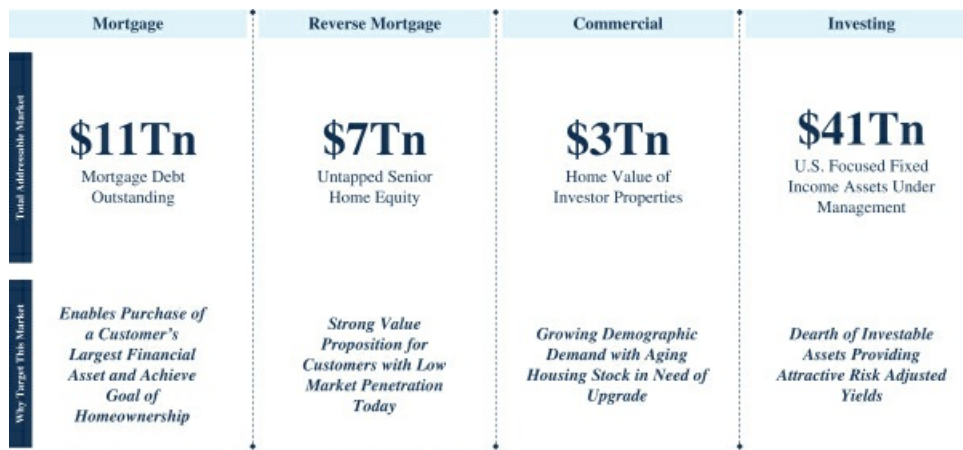 Mortgage
Reverse Mortgage
Commercial
Investing
Total Addressable Market
$11Tn
Mortgage Debt
Outstanding
$7Tn
Untapped Senior
Home Equity
$3Tn
Home Value of
Investor Properties
$41Tn
U.S. Focused Fixed
Income Assets Under
Management
Why Target This Market
Enables Purchase of
a Customer's
Largest Financial
Asset and Achieve
Goal of
Homeownership
Strong Value
Proposition for
Customers with Low
Market Penetration
Today
Growing Demographic
Demand with Aging
Housing Stock in Need of
Upgrade
Dearth of Investable
Assets Providing
Attractive Risk Adjusted
Yields